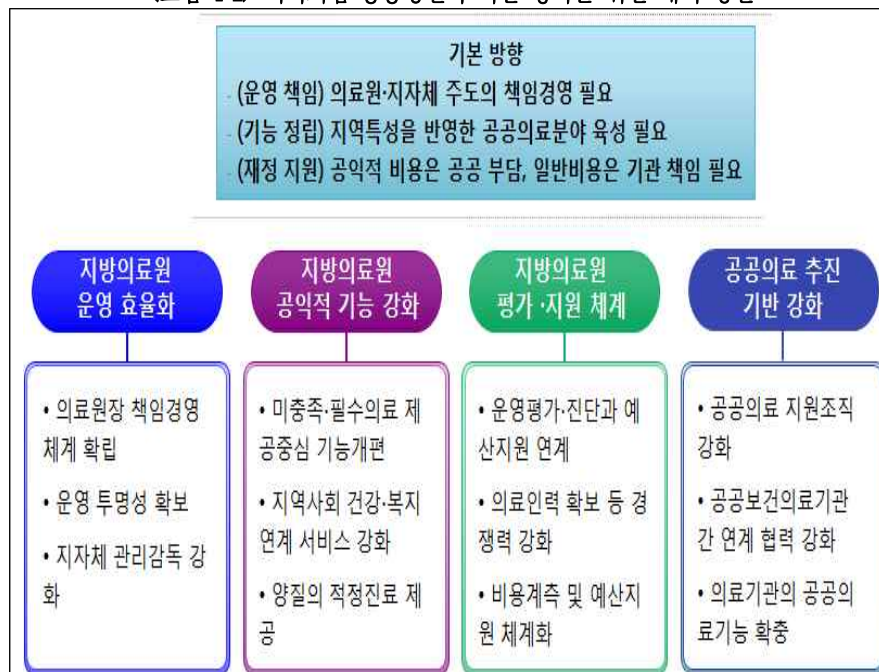 기본 방향
- (운영 책임) 의료원·지자체 주도의 책임경영 필요
- (기능 정립) 지역특성을 반영한 공공의료분야 육성 필요
- (재정 지원) 공익적 비용은 공공 부담, 일반비용은 기관 책임 필요
지방의료원
운영 효율화
• 의료원장 책임경영
체계 확립
• 운영 투명성 확보
• 지자체 관리감독 강
화
지방의료원
공익적 기능 강화
• 미충족·필수의료 제
공중심 기능개편
• 지역사회 건강·복지
연계 서비스 강화
• 양질의 적정진료 제
공
지방의료원
평가 ·지원 체계
• 운영평가·진단과 예
산지원 연계
• 의료인력 확보 등 경
쟁력 강화
• 비용계측 및 예산지
원 체계화
공공의료 추진
기반 강화
• 공공의료 지원조직
강화
• 공공보건의료기관
간 연계 협력 강화
• 의료기관의 공공의
료기능 확충